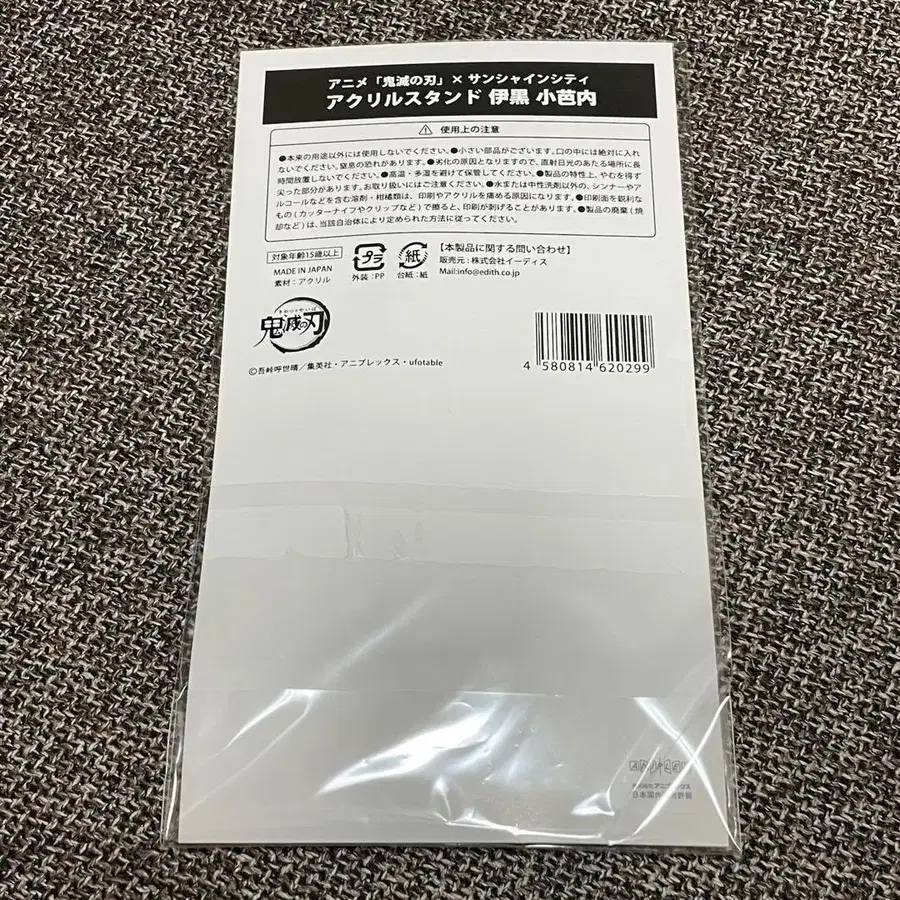 アニメ「鬼滅の刃」× サンシャインシティ
アクリルスタンド 伊黒 小芭内
⚠ 使用上の注意
●本来の用途以外には使用しないでください。●小さい部品がございます。口の中には絶対に入れ
ないでください。窒息の恐れがあります。●劣化の原因となりますので、直射日光のあたる場所に長
時間放置しないでください。●高温・多湿を避けて保管してください。●製品の特性上、やむを得ず
尖った部分があります。お取り扱いにはご注意ください。●水または中性洗剤以外の、シンナーやア
ルコールなどを含む溶剤・柑橘類は、印刷やアクリルを痛める原因になります。●印刷面を鋭利な
もの(カッターナイフやクリップなど)で擦ると、印刷が剥げることがあります。●製品の廃棄(焼
却など)は、当該自治体により定められた方法に従ってください。
対象年齢15歳以上
MADE IN JAPAN
素材:アクリル
プラ
外装:PP
紙
台紙:紙
【本製品に関する問い合わせ】
販売元:株式会社イーディス
Mail:info@edith.co.jp
きめつのやいば
鬼滅の刃
©吾峠呼世晴/集英社・アニプレックス・ufotable
4 580814 620299